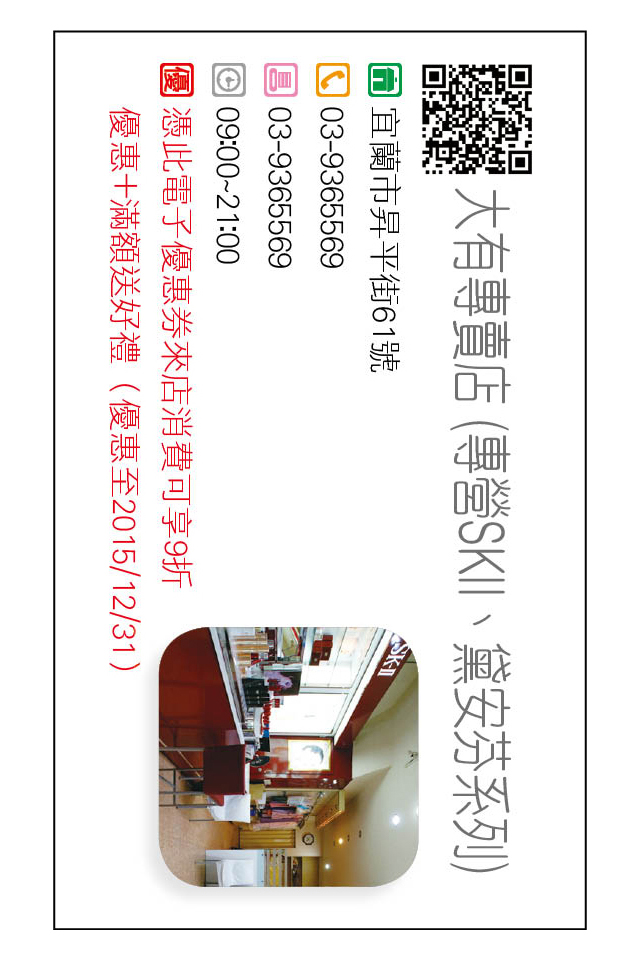 大有專賣店 (專營SKII、黛安芬系列)
宜蘭市昇平街61號
03-9365569
03-9365569
09:00~21:00
優 憑此電子優惠券來店消費可享9折
優惠+滿額送好禮（優惠至2015/12/31）
SKII